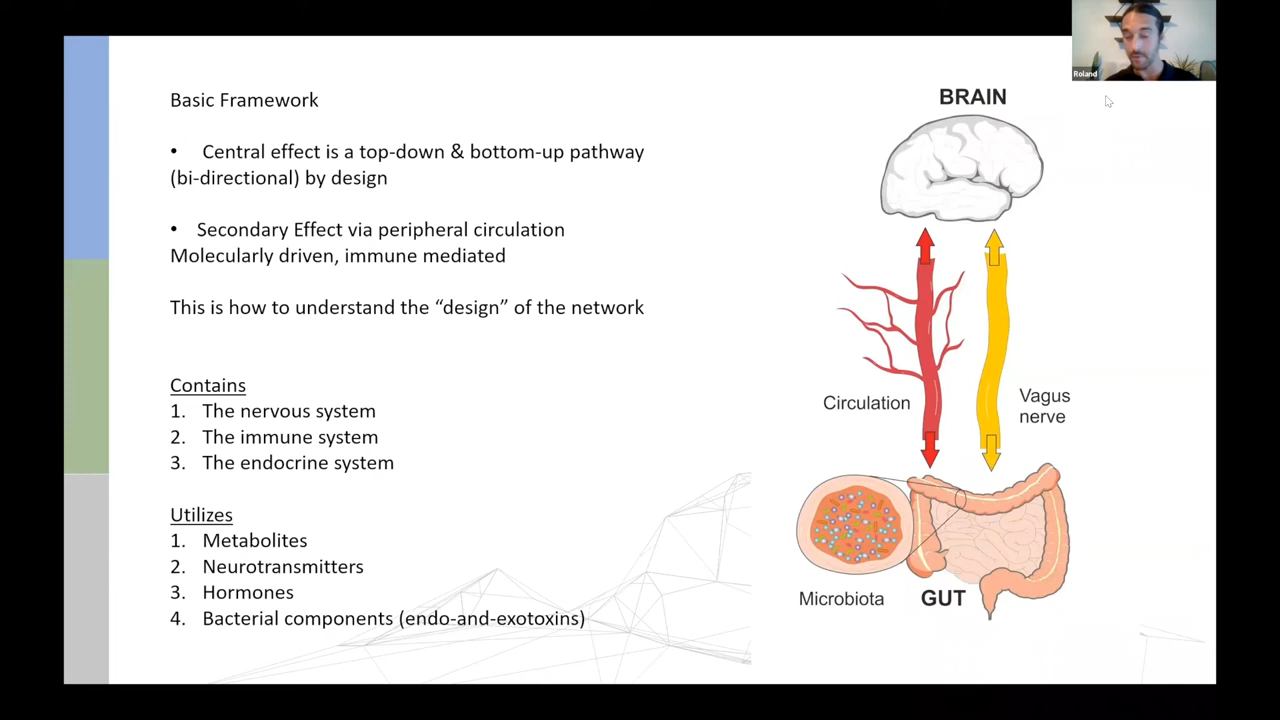 Roland
Basic Framework
• Central effect is a top-down & bottom-up pathway
(bi-directional) by design
• Secondary Effect via peripheral circulation
Molecularly driven, immune mediated
This is how to understand the “design” of the network
Contains
1. The nervous system
2. The immune system
3. The endocrine system
Utilizes
1. Metabolites
2. Neurotransmitters
3. Hormones
4. Bacterial components (endo-and-exotoxins)
BRAIN
Circulation
Vagus
nerve
Microbiota
GUT